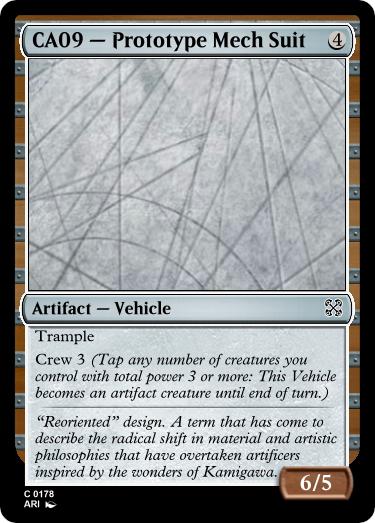 CA09 — Prototype Mech Suit 4
Artifact — Vehicle
Trample
Crew 3 (Tap any number of creatures you
control with total power 3 or more: This Vehicle
becomes an artifact creature until end of turn.)
“Reoriented” design. A term that has come to
describe the radical shift in material and artistic
philosophies that have overtaken artificers
inspired by the wonders of Kamigawa.
6/5
C 0178
ARI